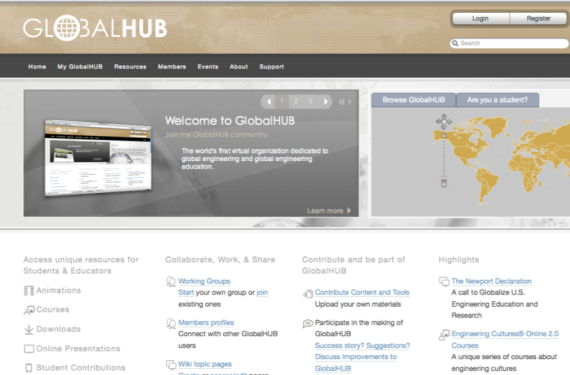 GLOBALHUB
Login
Register
Search
Home My GlobalHUB Resources Members Events About Support
1 2 3
Welcome to GlobalHUB
Join the GlobalHUB community
The world's first virtual organization dedicated to
global engineering and global engineering
education.
Learn more
Browse GlobalHUB
Are you a student?
Access unique resources for
Students & Educators
Animations
Courses
Downloads
Online Presentations
Student Contributions
Collaborate, Work, & Share
Working Groups
Start your own group or join
existing ones
Members profiles
Connect with other GlobalHUB
users
Wiki topic pages
Contribute and be part of
GlobalHUB
Contribute Content and Tools
Upload your own materials
Participate in the making of
GlobalHUB
Success story? Suggestions?
Discuss Improvements to
GlobalHUB
Highlights
The Newport Declaration
A call to Globalize U.S.
Engineering Education and
Research
Engineering Cultures® Online 2.0
Courses
A unique series of courses about
engineering cultures